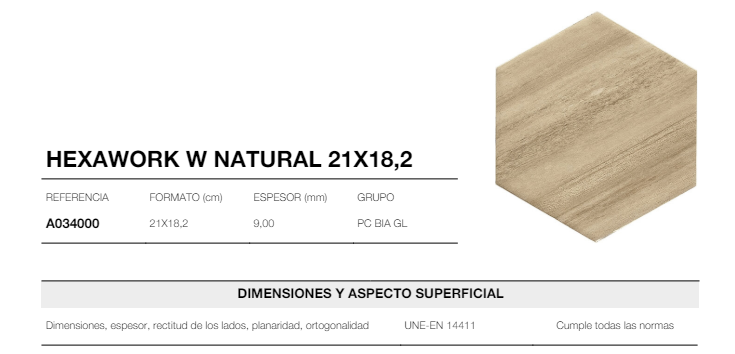 HEXAWORK W NATURAL 21X18,2
REFERENCIA FORMATO (cm) ESPESOR (mm) GRUPO
A034000 21X18,2 9,00 PC BIA GL
DIMENSIONES Y ASPECTO SUPERFICIAL
Dimensiones, espesor, rectitud de los lados, planaridad, ortogonalidad UNE-EN 14411 Cumple todas las normas